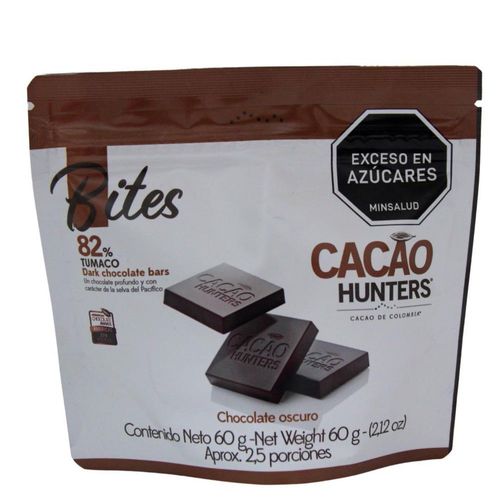 EXCESO EN
AZÚCARES
MINSALUD
Bites
82%
TUMACO
Dark chocolate bars
Un chocolate profundo y con
carácter de la selva del Pacífico
CACAO
HUNTERS
CACAO DE COLOMBIA
CACAO
HUNTERS
CACAO
HUNTERS
Chocolate oscuro
Contenido Neto 60 g -Net Weight 60 g - (2,12 oz)
Aprox. 2,5 porciones